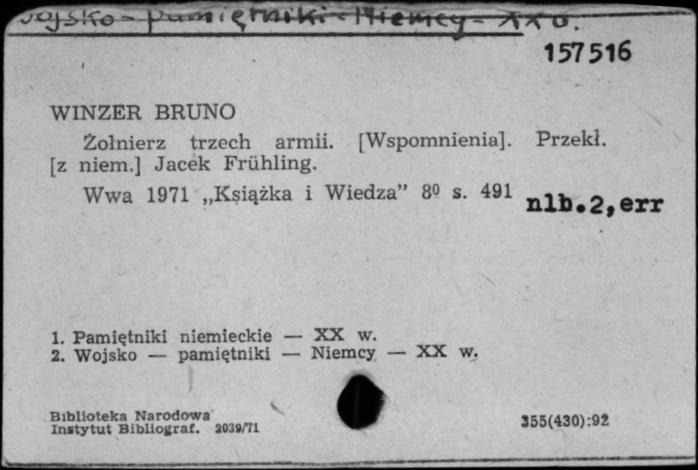 Wojsko - pamiętniki - Niemcy - XX w.
157516
WINZER BRUNO
Żołnierz trzech armii. [Wspomnienia]. Przekł.
[z niem.] Jacek Frühling.
Wwa 1971 „Książka i Wiedza” 8º s. 491 nlb.2,err
1. Pamiętniki niemieckie — XX w.
2. Wojsko — pamiętniki — Niemcy — XX w.
Biblioteka Narodowa
Instytut Bibliograf. 2039/71
355(430):92